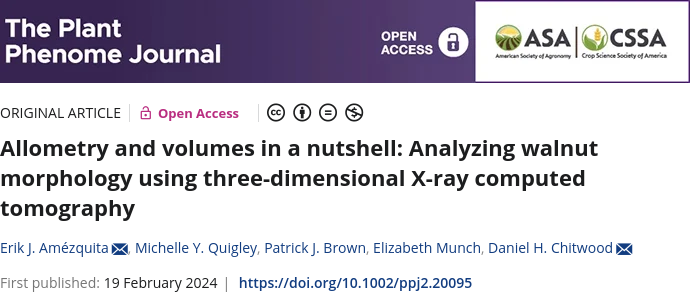 The Plant
Phenome Journal
OPEN
ACCESS
ASA
American Society of Agronomy
CSSA
Crop Science Society of America
ORIGINAL ARTICLE
Open Access
Allometry and volumes in a nutshell: Analyzing walnut
morphology using three-dimensional X-ray computed
tomography
Erik J. Amézquita, Michelle Y. Quigley, Patrick J. Brown, Elizabeth Munch, Daniel H. Chitwood
First published: 19 February 2024 | https://doi.org/10.1002/ppj2.20095